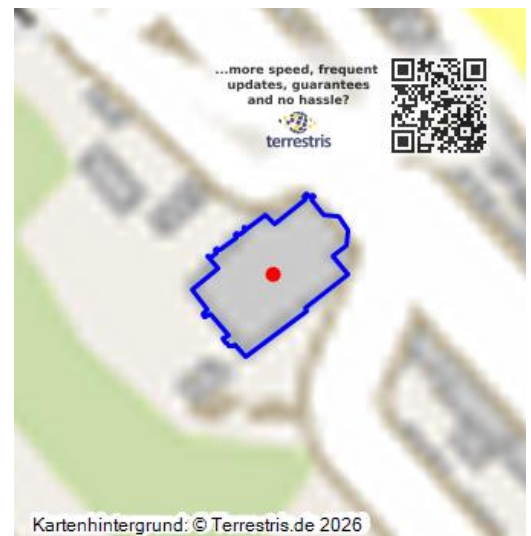 ...more speed, frequent
updates, guarantees
and no hassle?
terrestris
Kartenhintergrund: © Terrestris.de 2026